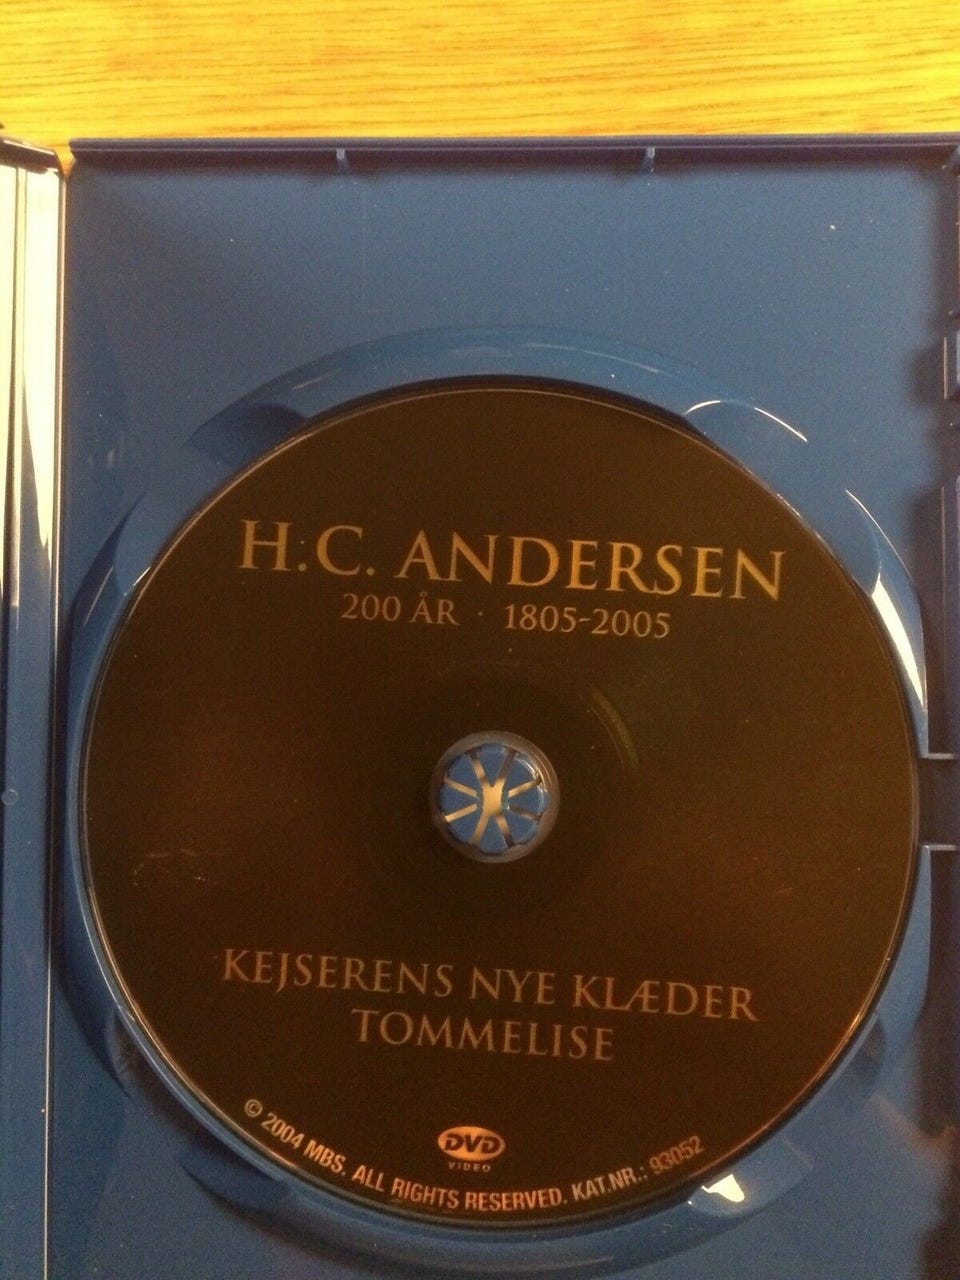 H.C. ANDERSEN
200 ÅR · 1805-2005
KEJSERENS NYE KLÆDER
TOMMELISE
DVD
VIDEO
© 2004 MBS. ALL RIGHTS RESERVED. KAT.NR.: 93052